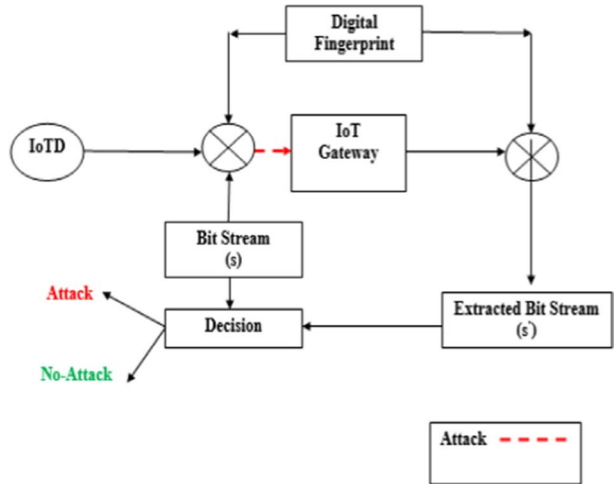 Digital
Fingerprint
IoTD
IoT
Gateway
Bit Stream
(s)
Attack
Decision
Extracted Bit Stream
(s`)
No-Attack
Attack